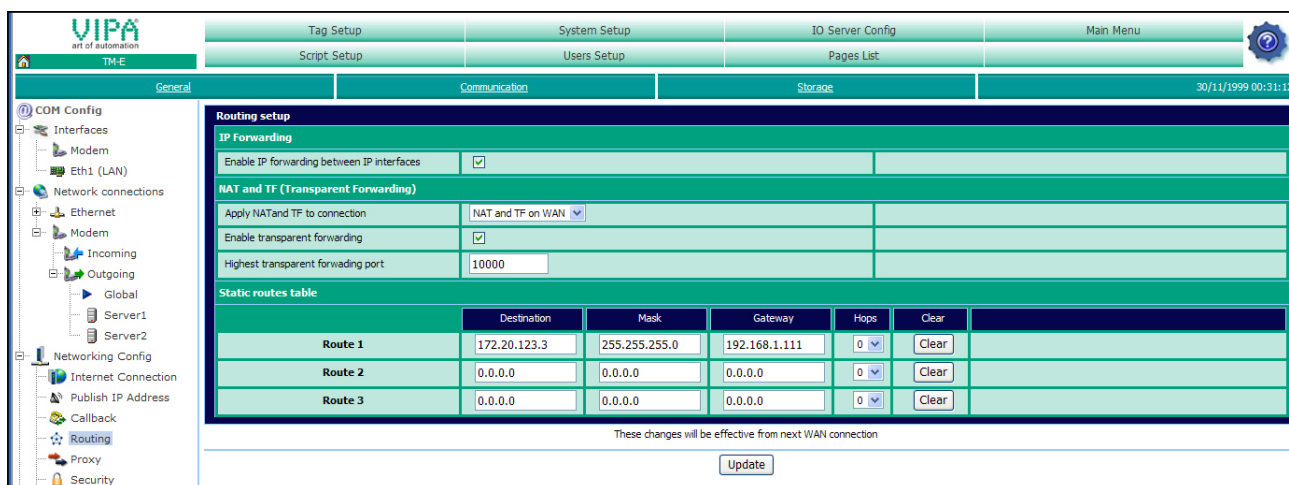 VIPA
art of automation
TM-E
Tag Setup
System Setup
IO Server Config
Main Menu
Script Setup
Users Setup
Pages List
General
Communication
Storage
30/11/1999 00:31:12
COM Config
Interfaces
Modem
Eth1 (LAN)
Network connections
Ethernet
Modem
Incoming
Outgoing
Global
Server1
Server2
Networking Config
Internet Connection
Publish IP Address
Callback
Routing
Proxy
Security
Routing setup
IP Forwarding
Enable IP forwarding between IP interfaces
NAT and TF (Transparent Forwarding)
Apply NATand TF to connection
NAT and TF on WAN
Enable transparent forwarding
Highest transparent forwading port
10000
Static routes table
Destination Mask Gateway Hops Clear
Route 1 172.20.123.3 255.255.255.0 192.168.1.111 0 Clear
Route 2 0.0.0.0 0.0.0.0 0.0.0.0 0 Clear
Route 3 0.0.0.0 0.0.0.0 0.0.0.0 0 Clear
These changes will be effective from next WAN connection
Update